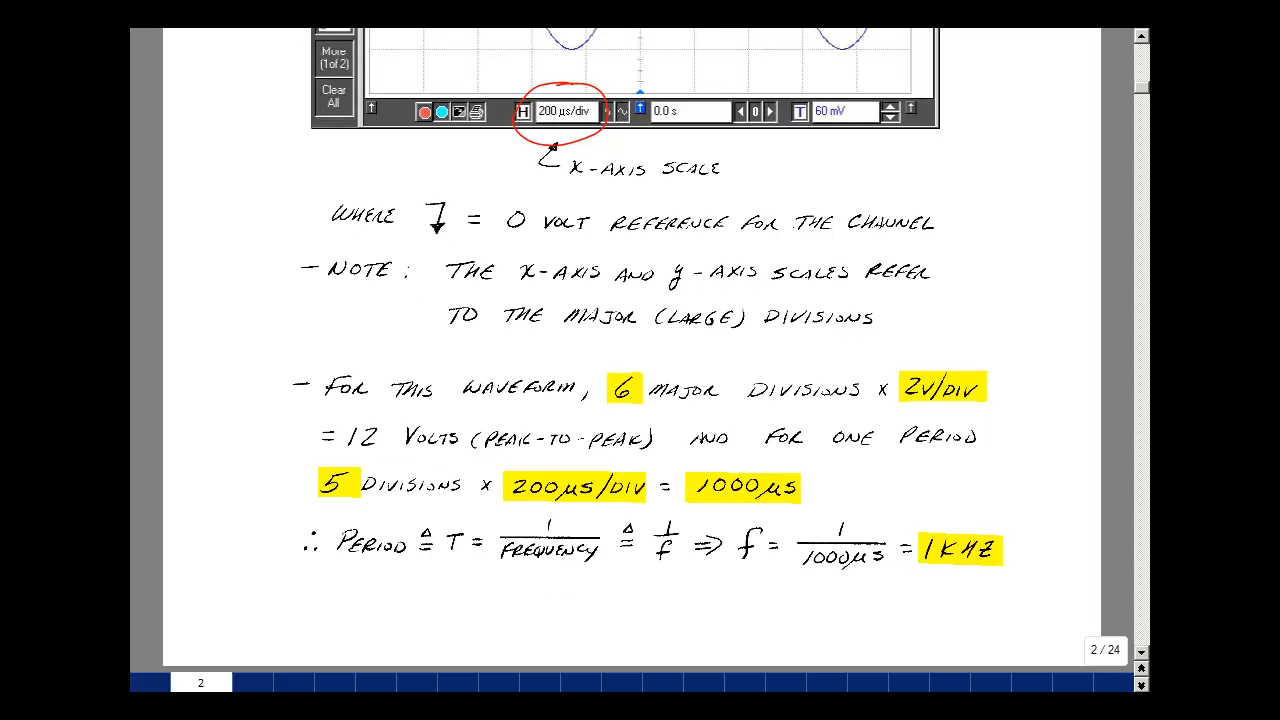 More
(1of 2)
Clear
All
H 200 µs/div 0.0 s 0 T 60 mV
X-AXIS SCALE
WHERE = 0 VOLT REFERENCE FOR THE CHANNEL
- NOTE: THE X-AXIS AND Y-AXIS SCALES REFER
TO THE MAJOR (LARGE) DIVISIONS
- FOR THIS WAVEFORM, 6 MAJOR DIVISIONS x 2V/DIV
= 12 VOLTS (PEAK-TO-PEAK) AND FOR ONE PERIOD
5 DIVISIONS x 200µS/DIV = 1000µS
∴ PERIOD ≜ T = 1/FREQUENCY ≜ 1/f ⇒ f = 1/1000µS = 1KHZ
2 / 24
2